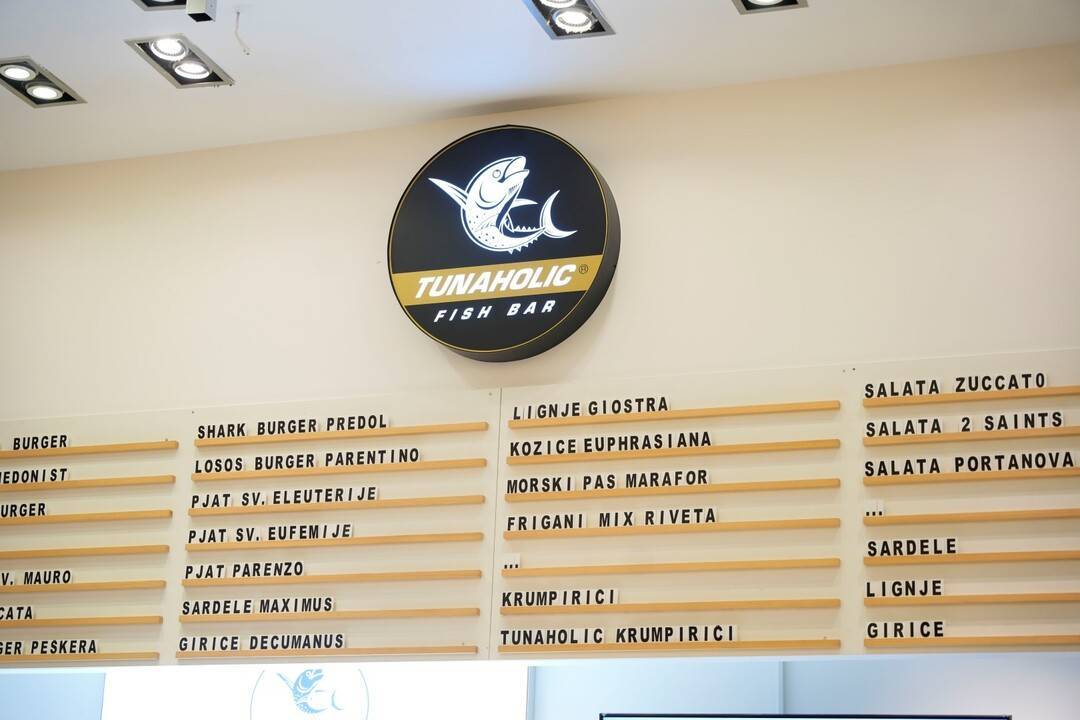 TUNAHOLIC®
FISH BAR
BURGER
HEDONIST
BURGER
SV. MAURO
CATA
GER PESKERA
SHARK BURGER PREDOL
LOSOS BURGER PARENTINO
PJAT SV. ELEUTERIJE
PJAT SV. EUFEMIJE
PJAT PARENZO
SARDELE MAXIMUS
GIRICE DECUMANUS
LIGNJE GIOSTRA
KOZICE EUPHRASIANA
MORSKI PAS MARAFOR
FRIGANI MIX RIVETA
...
KRUMPIRIĆI
TUNAHOLIC KRUMPIRIĆI
SALATA ZUCCATO
SALATA 2 SAINTS
SALATA PORTANOVA
...
SARDELE
LIGNJE
GIRICE